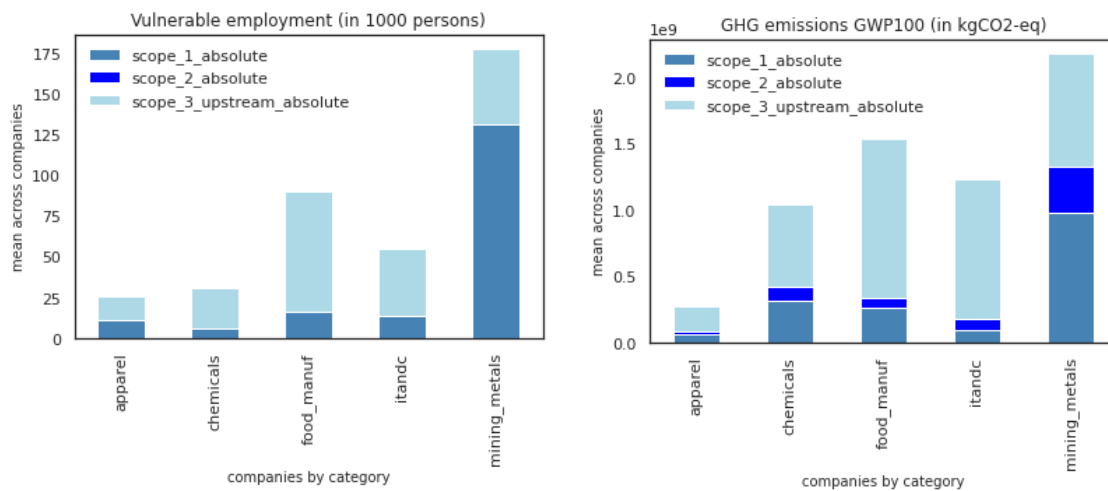 Vulnerable employment (in 1000 persons)
175
150
125
100
75
50
25
0
mean across companies
scope_1_absolute
scope_2_absolute
scope_3_upstream_absolute
apparel
chemicals
food_manuf
itandc
mining_metals
companies by category
GHG emissions GWP100 (in kgCO2-eq)
1e9
2.0
1.5
1.0
0.5
0.0
mean across companies
scope_1_absolute
scope_2_absolute
scope_3_upstream_absolute
apparel
chemicals
food_manuf
itandc
mining_metals
companies by category